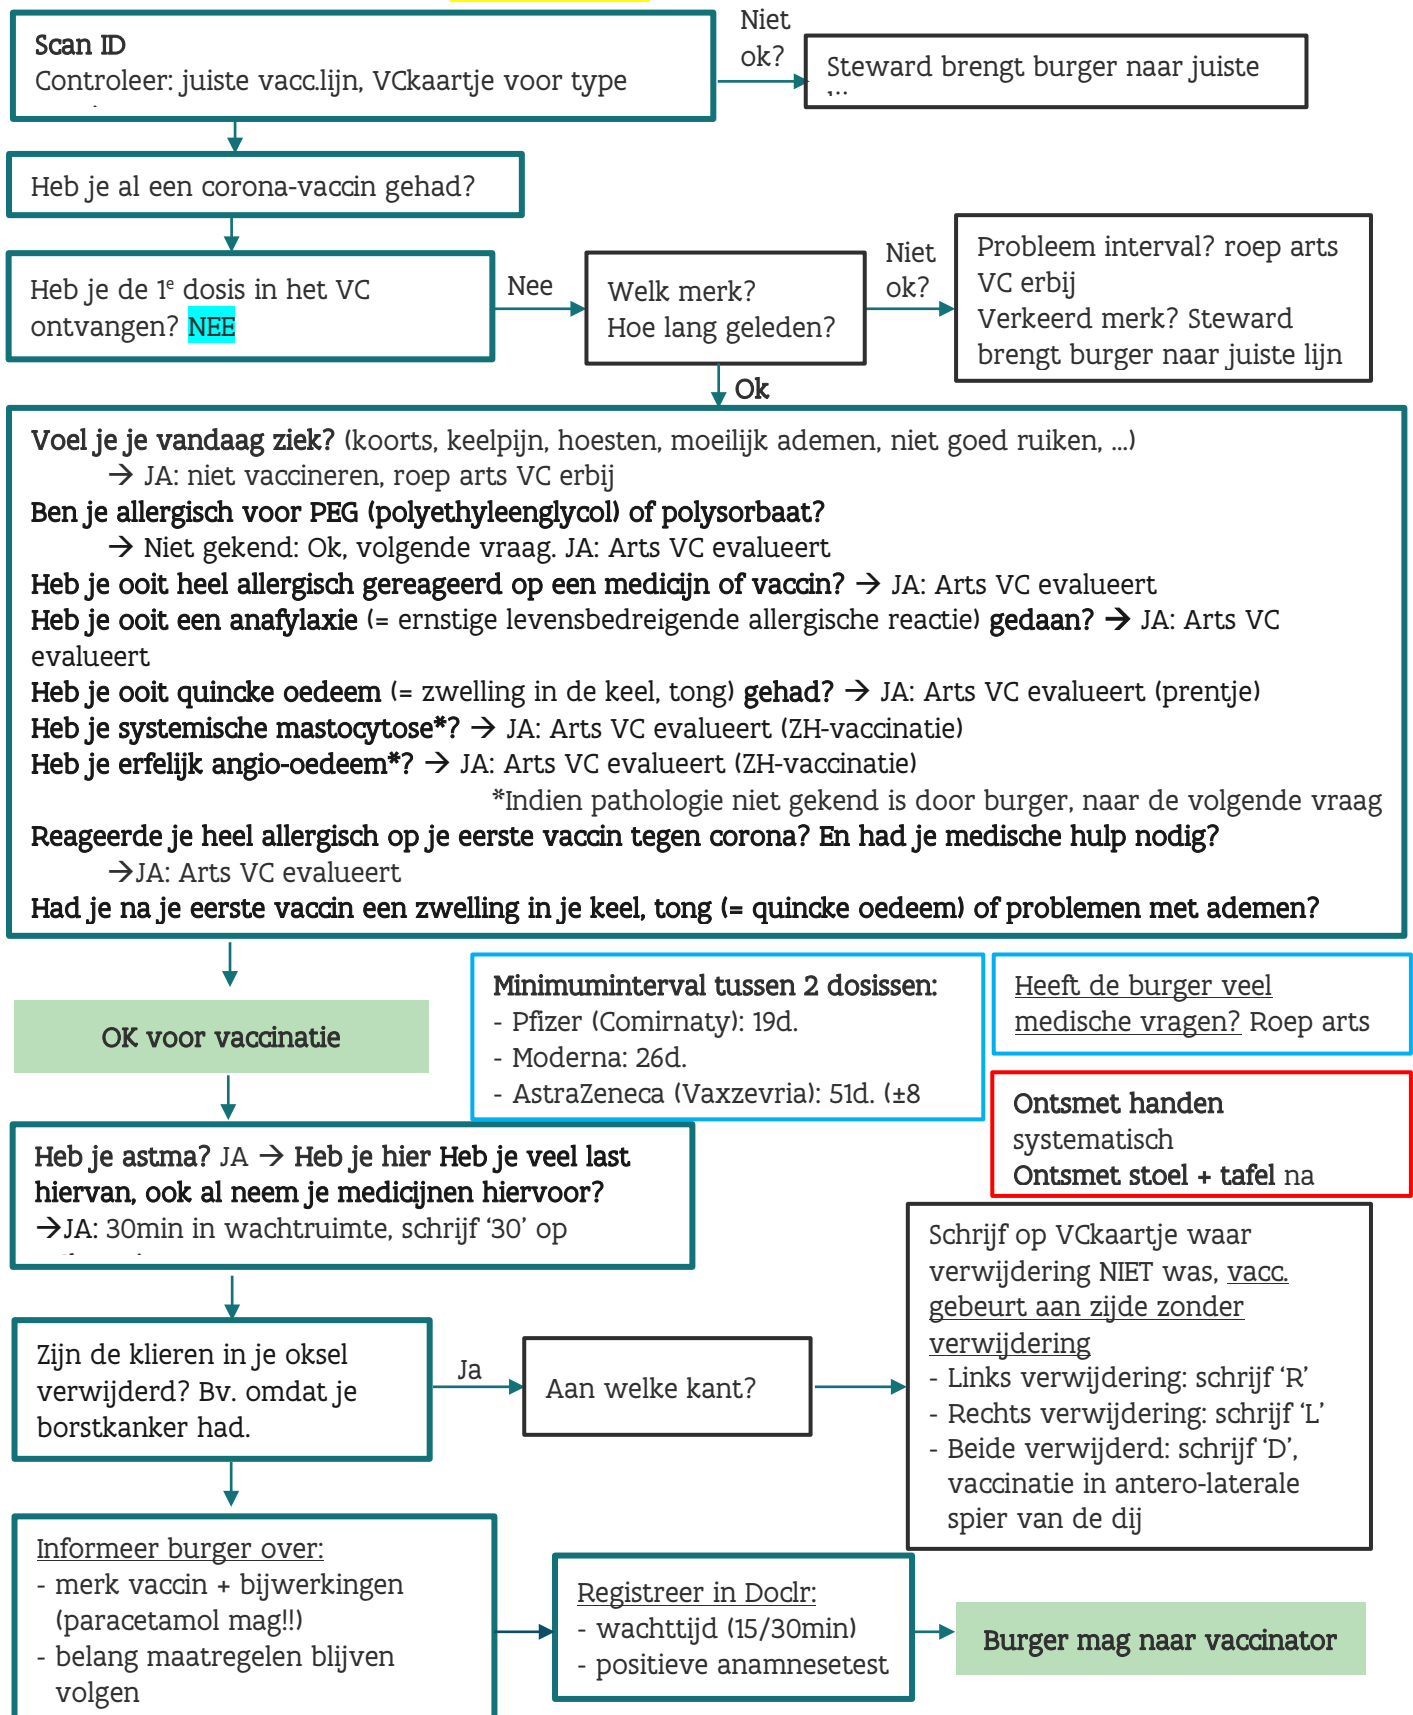 Scan ID
Controleer: juiste vacc.lijn, VCkaartje voor type
Niet
ok?
Steward brengt burger naar juiste
Heb je al een corona-vaccin gehad?
Heb je de 1e dosis in het VC
ontvangen? NEE
Nee
Welk merk?
Hoe lang geleden?
Niet
ok?
Probleem interval? roep arts
VC erbij
Verkeerd merk? Steward
brengt burger naar juiste lijn
Ok
Voel je je vandaag ziek? (koorts, keelpijn, hoesten, moeilijk ademen, niet goed ruiken, ...)
→ JA: niet vaccineren, roep arts VC erbij
Ben je allergisch voor PEG (polyethyleenglycol) of polysorbaat?
→ Niet gekend: Ok, volgende vraag. JA: Arts VC evalueert
Heb je ooit heel allergisch gereageerd op een medicijn of vaccin? → JA: Arts VC evalueert
Heb je ooit een anafylaxie (= ernstige levensbedreigende allergische reactie) gedaan? → JA: Arts VC
evalueert
Heb je ooit quincke oedeem (= zwelling in de keel, tong) gehad? → JA: Arts VC evalueert (prentje)
Heb je systemische mastocytose*? → JA: Arts VC evalueert (ZH-vaccinatie)
Heb je erfelijk angio-oedeem*? → JA: Arts VC evalueert (ZH-vaccinatie)
*Indien pathologie niet gekend is door burger, naar de volgende vraag
Reageerde je heel allergisch op je eerste vaccin tegen corona? En had je medische hulp nodig?
→JA: Arts VC evalueert
Had je na je eerste vaccin een zwelling in je keel, tong (= quincke oedeem) of problemen met ademen?
OK voor vaccinatie
Minimuminterval tussen 2 dosissen:
- Pfizer (Comirnaty): 19d.
- Moderna: 26d.
- AstraZeneca (Vaxzevria): 51d. (±8
Heeft de burger veel
medische vragen? Roep arts
Ontsmet handen
systematisch
Ontsmet stoel + tafel na
Heb je astma? JA → Heb je hier Heb je veel last
hiervan, ook al neem je medicijnen hiervoor?
→JA: 30min in wachtruimte, schrijf ‘30’ op
Zijn de klieren in je oksel
verwijderd? Bv. omdat je
borstkanker had.
Ja
Aan welke kant?
Schrijf op VCkaartje waar
verwijdering NIET was, vacc.
gebeurt aan zijde zonder
verwijdering
- Links verwijdering: schrijf ‘R’
- Rechts verwijdering: schrijf ‘L’
- Beide verwijderd: schrijf ‘D’,
vaccinatie in antero-laterale
spier van de dij
Informeer burger over:
- merk vaccin + bijwerkingen
(paracetamol mag!!)
- belang maatregelen blijven
volgen
Registreer in Doclr:
- wachttijd (15/30min)
- positieve anamnesetest
Burger mag naar vaccinator